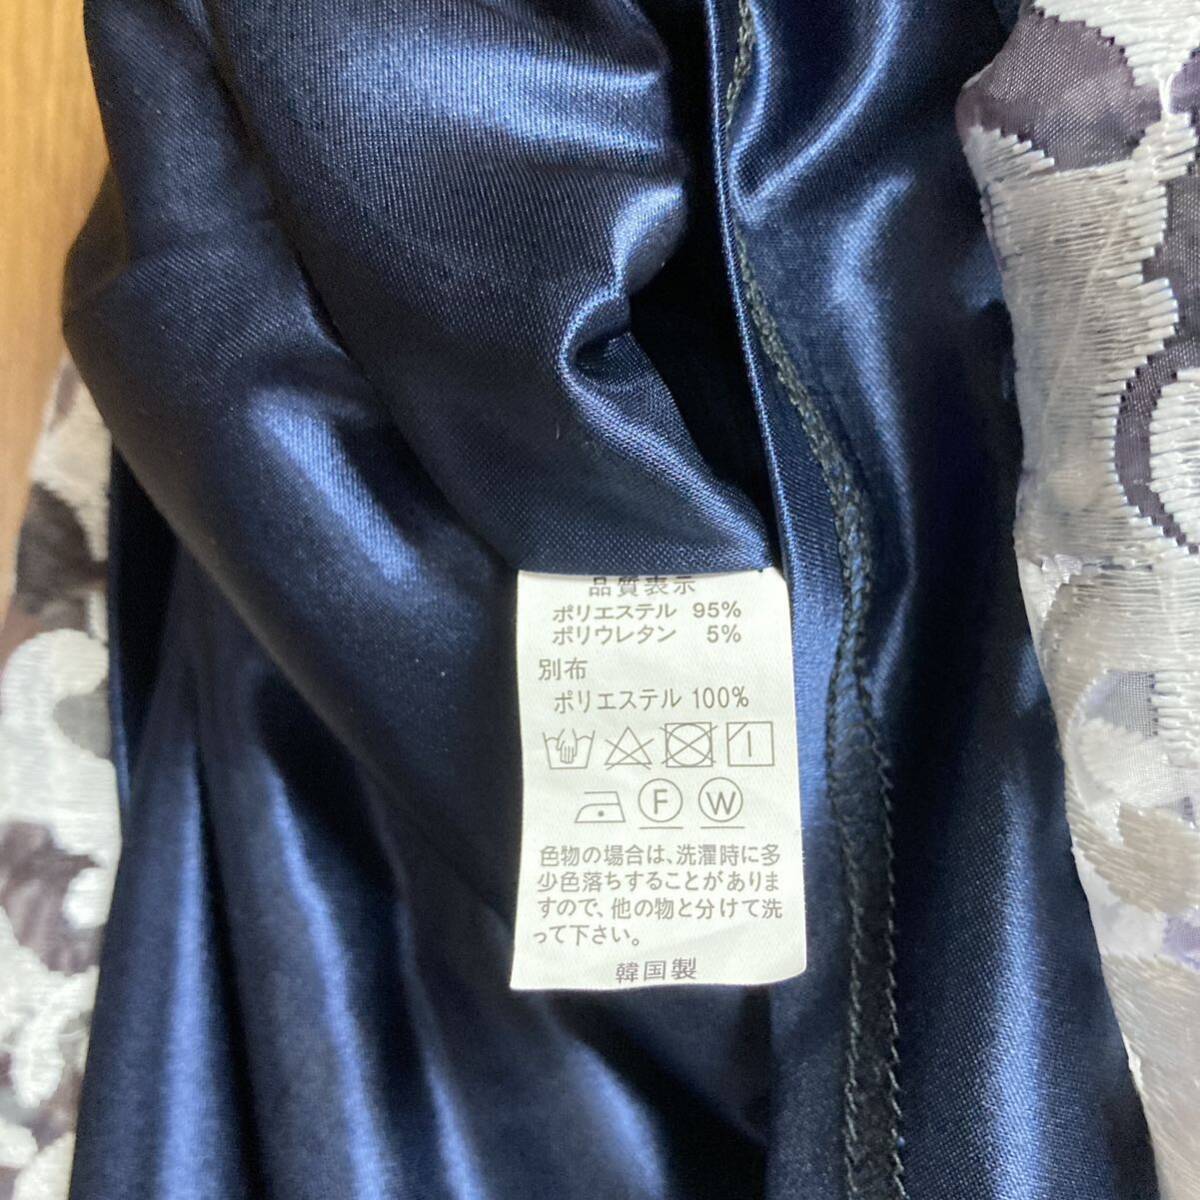 品質表示
ポリエステル 95%
ポリウレタン 5%
別布
ポリエステル 100%
F W
色物の場合は、洗濯時に多
少色落ちすることがありま
すので、他の物と分けて洗
って下さい。
韓国製